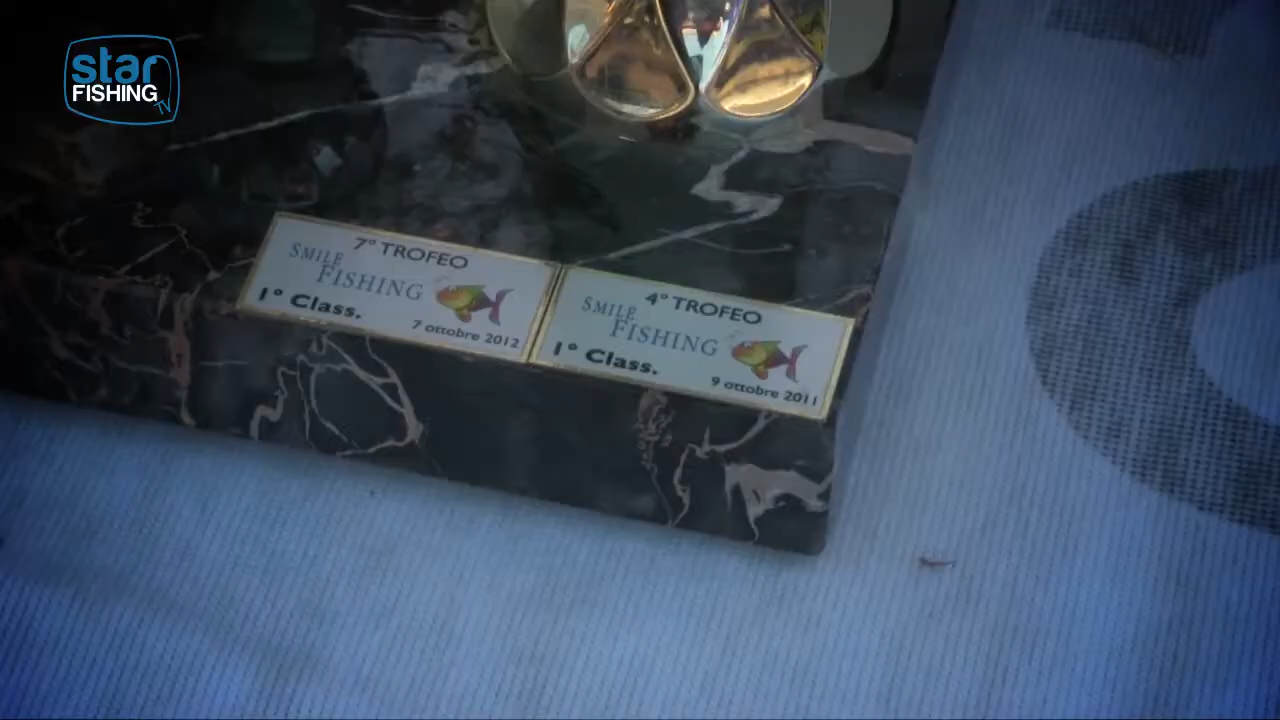 star
FISHING
TV
7° TROFEO
SMILE
FISHING
1° Class.
7 ottobre 2012
4° TROFEO
SMILE
FISHING
1° Class.
9 ottobre 2011